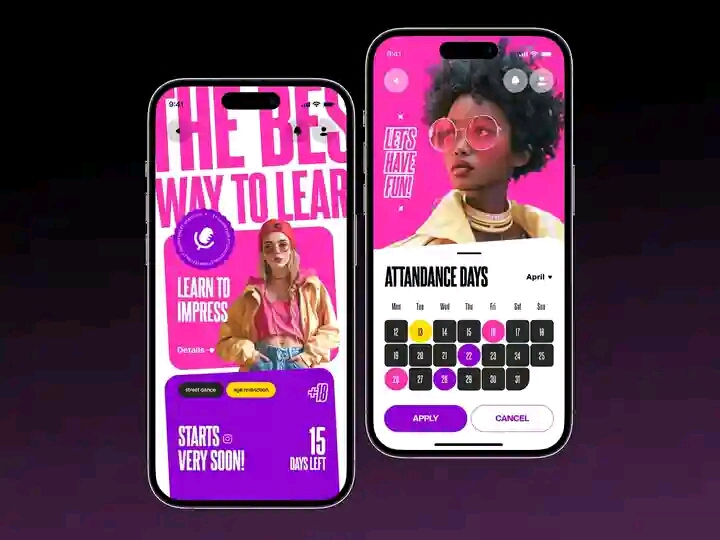 9:41
THE BES
WAY TO LEAR
LEARN TO
IMPRESS
Details
street dance
age restriction
+18
STARTS
VERY SOON!
15
DAYS LEFT
9:41
LET'S
HAVE
FUN!
ATTANDANCE DAYS
April
Mon Tue Wed Thu Fri Sat Sun
12 13 14 15 16 17 18
19 20 21 22 23 24 25
26 27 28 29 30 31
APPLY
CANCEL